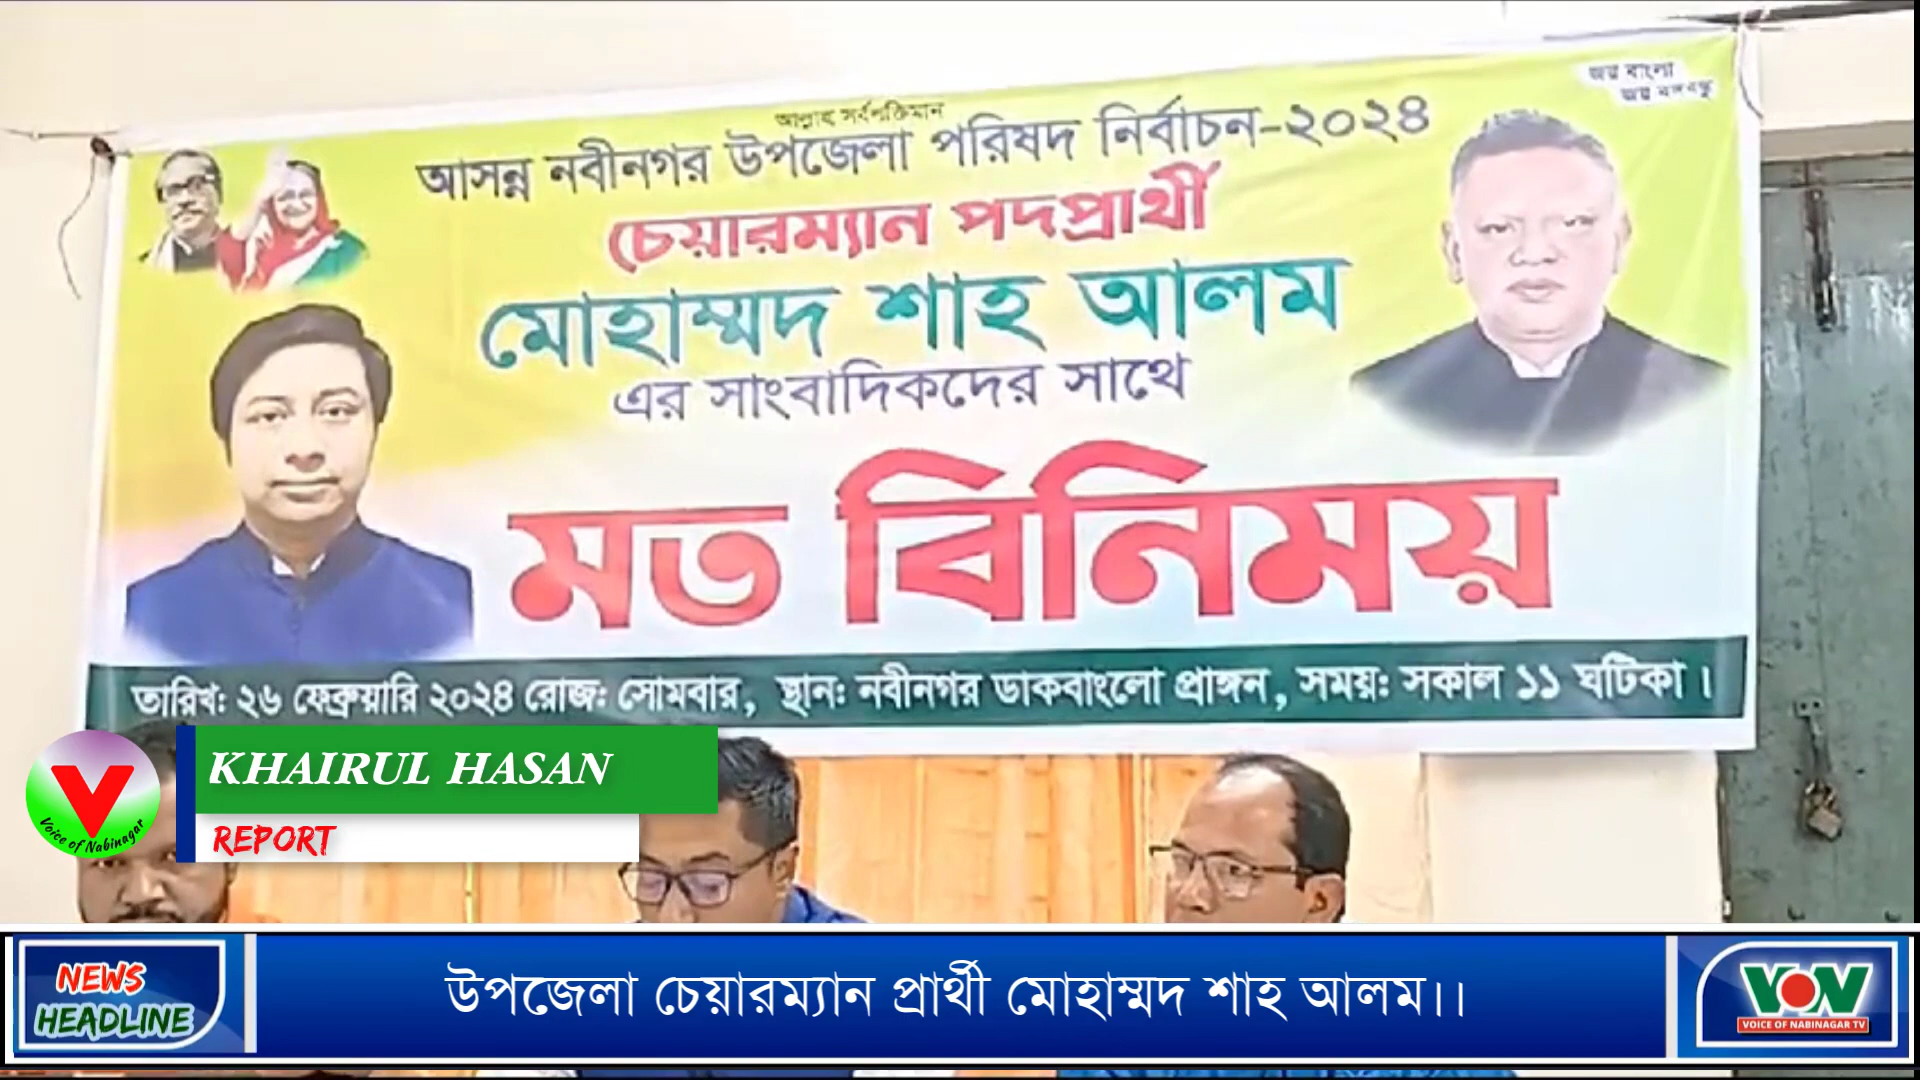 জয় বাংলা
জয় বঙ্গবন্ধু
আল্লাহ সর্বশক্তিমান
আসন্ন নবীনগর উপজেলা পরিষদ নির্বাচন-২০২৪
চেয়ারম্যান পদপ্রার্থী
মোহাম্মদ শাহ আলম
এর সাংবাদিকদের সাথে
মত বিনিময়
তারিখ: ২৬ ফেব্রুয়ারি ২০২৪ রোজ: সোমবার, স্থান: নবীনগর ডাকবাংলো প্রাঙ্গন, সময়: সকাল ১১ ঘটিকা।
V
Voice of Nabinagar
KHAIRUL HASAN
REPORT
NEWS
HEADLINE
উপজেলা চেয়ারম্যান প্রার্থী মোহাম্মদ শাহ আলম।।
VOV
VOICE OF NABINAGAR TV